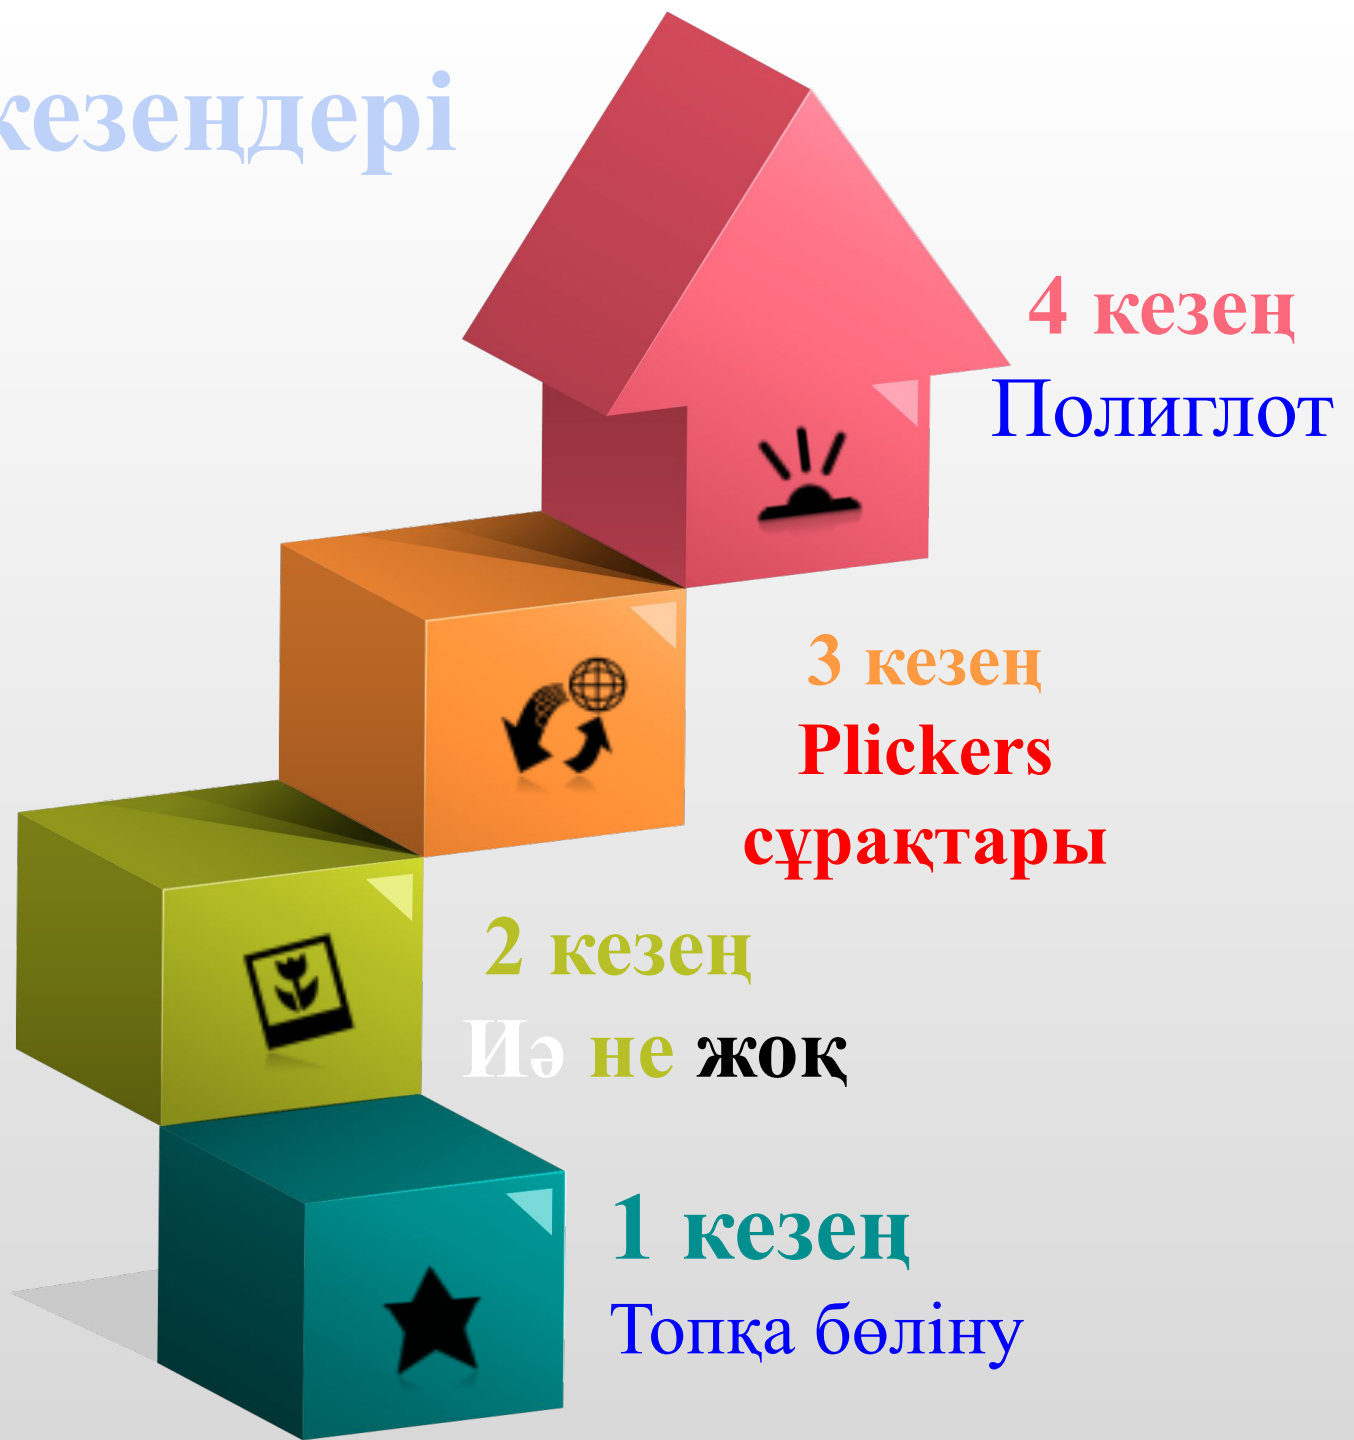 кезеңдері
4 кезең
Полиглот
3 кезең
Plickers
сұрақтары
2 кезең
Иә не жоқ
1 кезең
Топқа бөліну